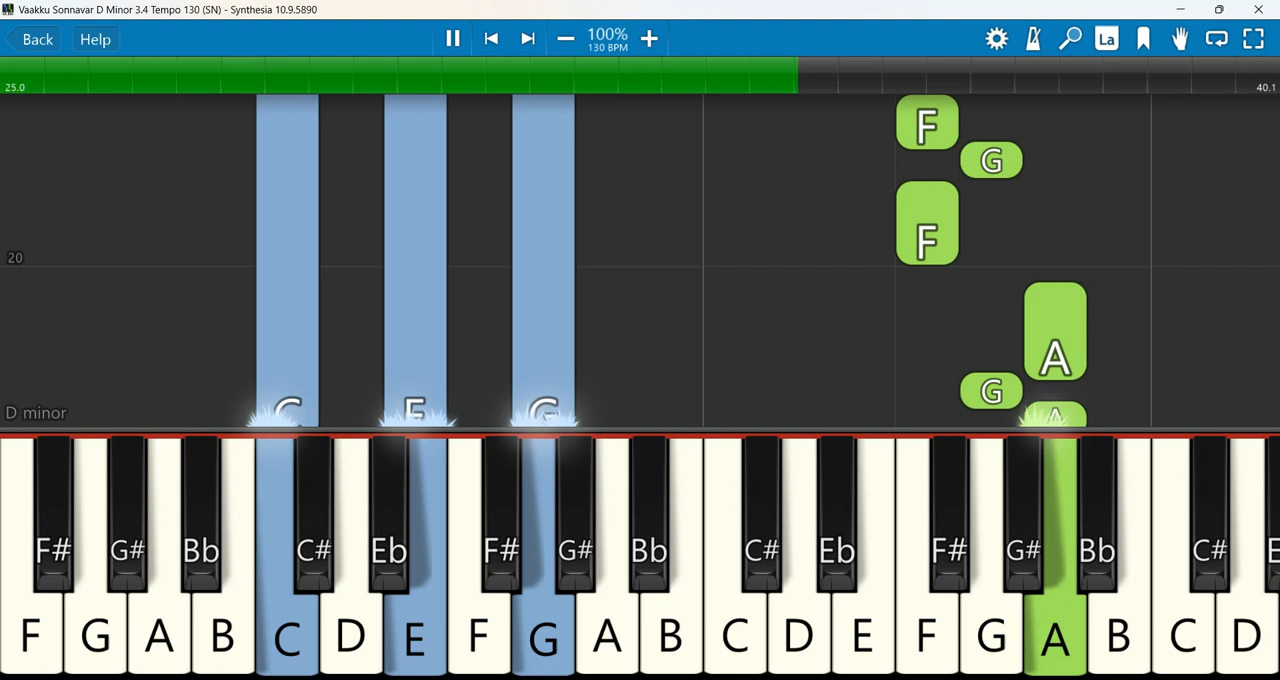 Vaakku Sonnavar D Minor 3.4 Tempo 130 (SN) - Synthesia 10.9.5890
Back Help 100% La
130 BPM
25.0 40.1
F
G
F
20
A
G
D minor C E G A
F# G# Bb C# Eb F# G# Bb C# Eb F# G# Bb C# E
F G A B C D E F G A B C D E F G A B C D